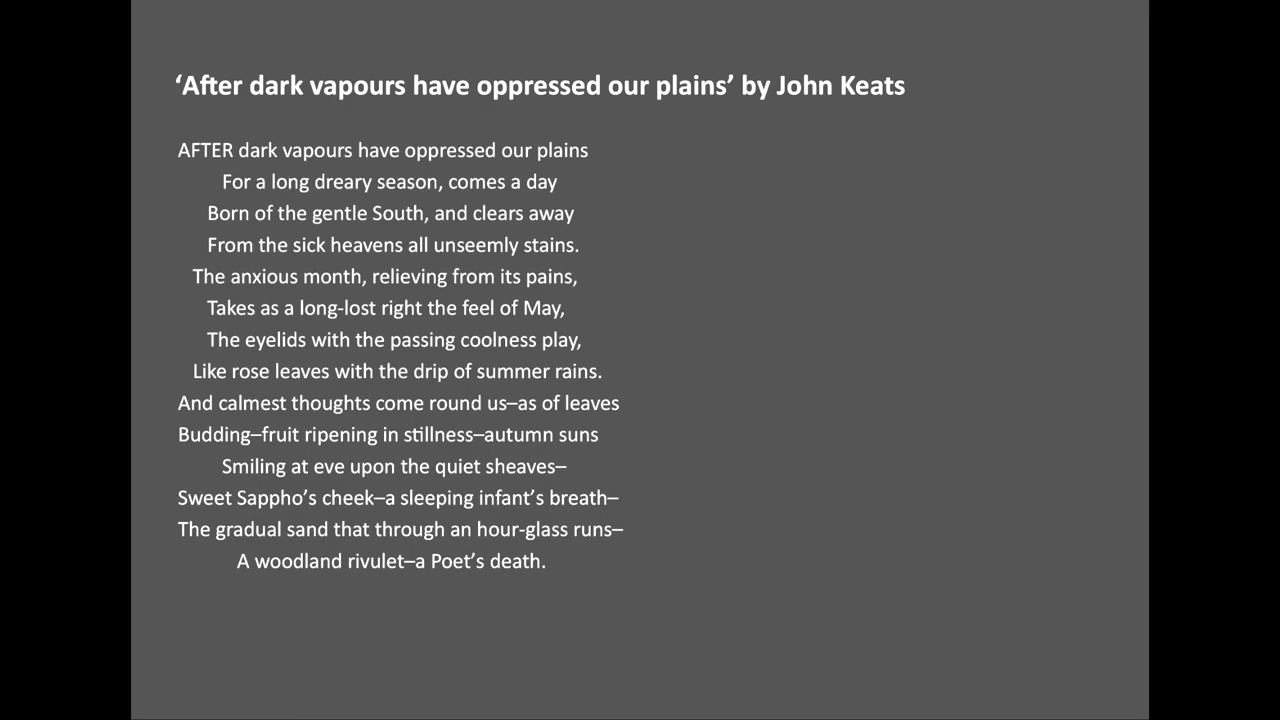 ‘After dark vapours have oppressed our plains’ by John Keats
AFTER dark vapours have oppressed our plains
For a long dreary season, comes a day
Born of the gentle South, and clears away
From the sick heavens all unseemly stains.
The anxious month, relieving from its pains,
Takes as a long-lost right the feel of May,
The eyelids with the passing coolness play,
Like rose leaves with the drip of summer rains.
And calmest thoughts come round us–as of leaves
Budding–fruit ripening in stillness–autumn suns
Smiling at eve upon the quiet sheaves–
Sweet Sappho’s cheek–a sleeping infant’s breath–
The gradual sand that through an hour-glass runs–
A woodland rivulet–a Poet’s death.